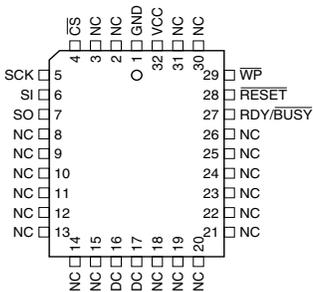 CS NC NC GND VCC NC NC
4 3 2 1 32 31 30
SCK 5 29 WP
SI 6 28 RESET
SO 7 27 RDY/BUSY
NC 8 26 NC
NC 9 25 NC
NC 10 24 NC
NC 11 23 NC
NC 12 22 NC
NC 13 21 NC
14 15 16 17 18 19 20
NC NC DC DC NC NC NC